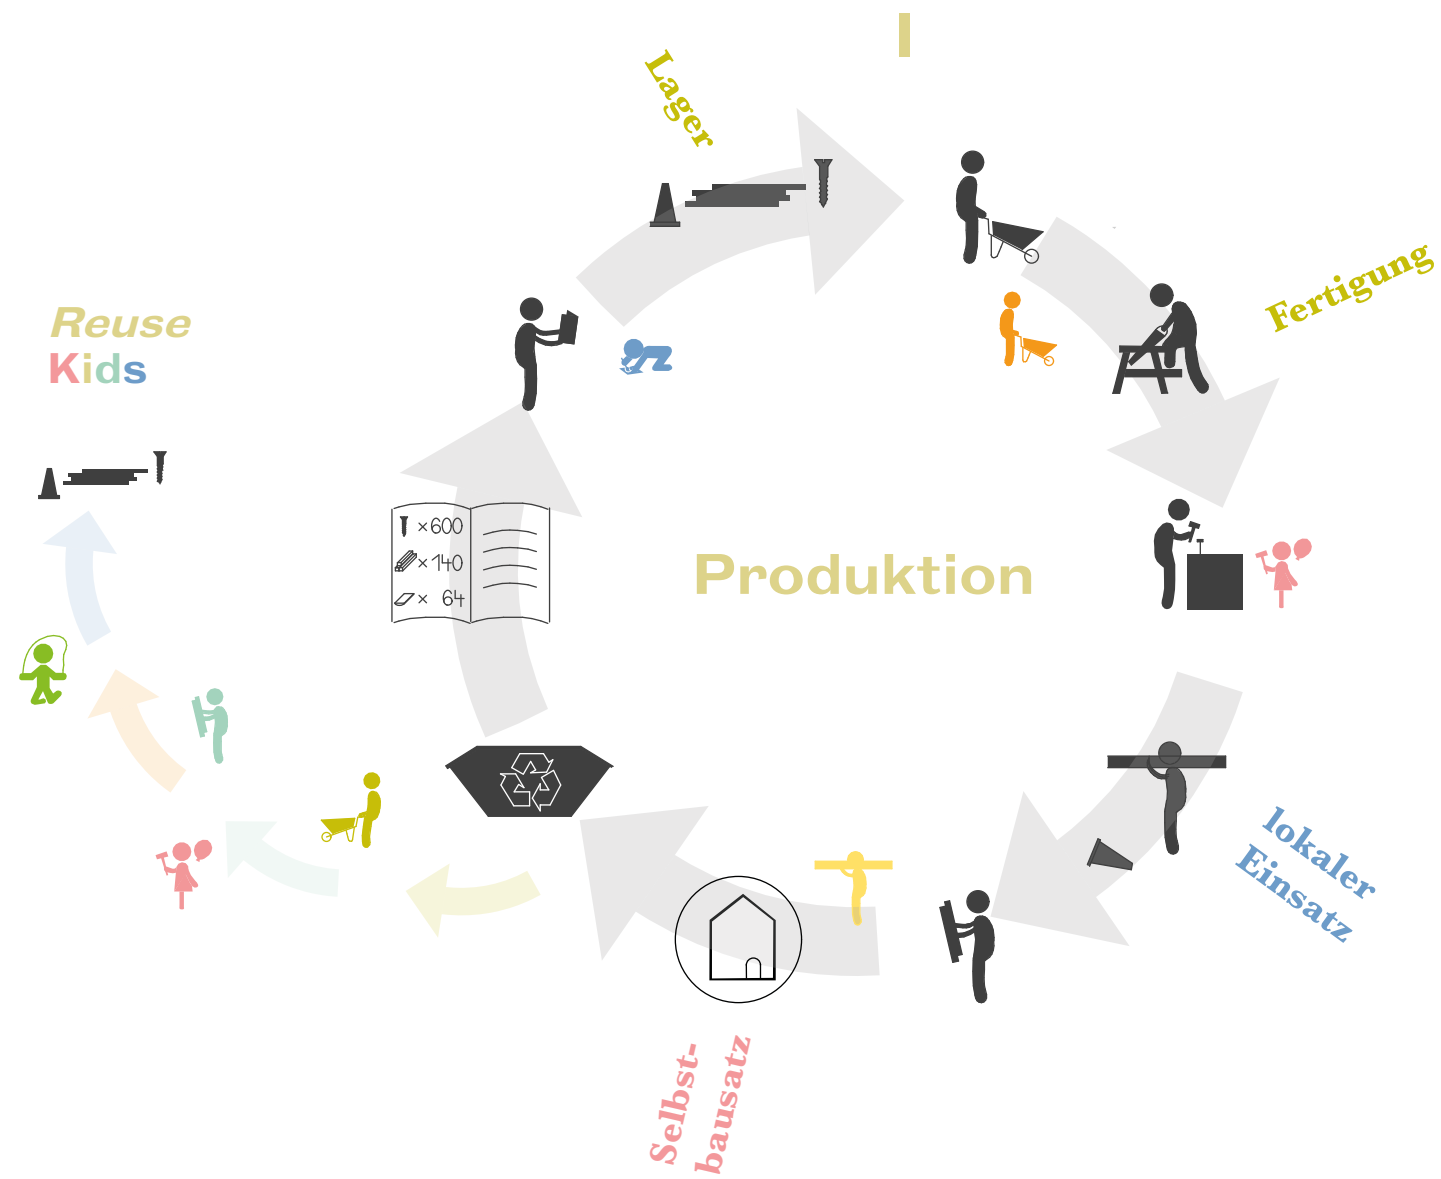 I
Lager
Fertigung
Reuse
Kids
×600
×140
× 64
Produktion
lokaler
Einsatz
Selbst-
bausatz